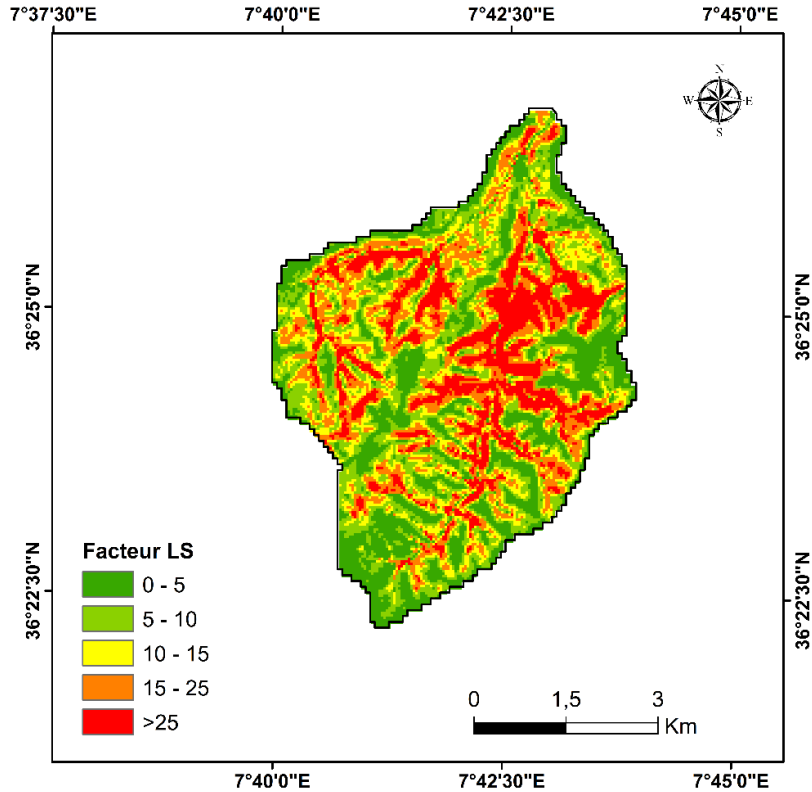 7°37'30"E 7°40'0"E 7°42'30"E 7°45'0"E
N
W E
S
36°25'0"N
36°25'0"N
36°22'30"N
36°22'30"N
Facteur LS
0 - 5
5 - 10
10 - 15
15 - 25
>25
0 1,5 3
Km
7°40'0"E 7°42'30"E 7°45'0"E